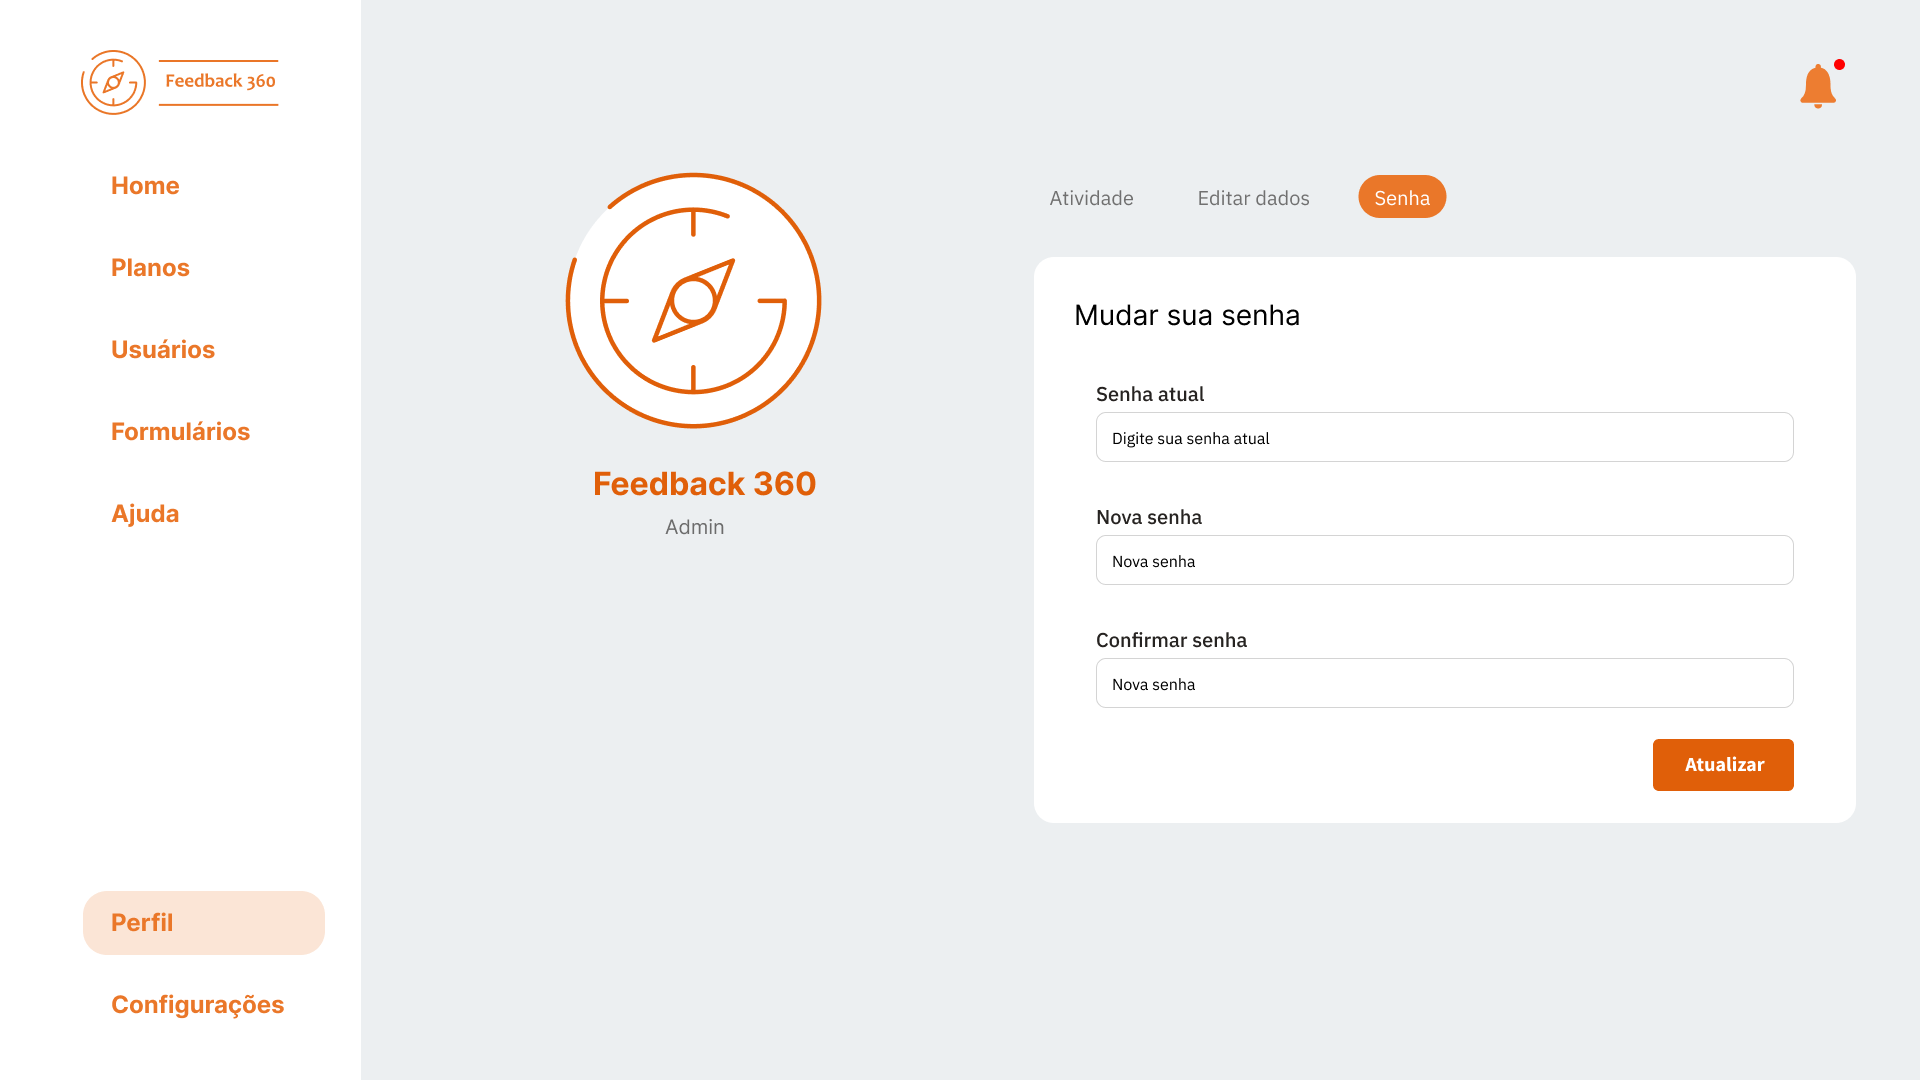 Feedback 360
Home
Planos
Usuários
Formulários
Ajuda
Perfil
Configurações
Feedback 360
Admin
Atividade
Editar dados
Senha
Mudar sua senha
Senha atual
Digite sua senha atual
Nova senha
Nova senha
Confirmar senha
Nova senha
Atualizar